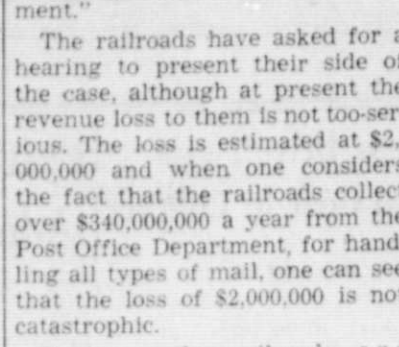 ment."
The railroads have asked for a
hearing to present their side of
the case, although at present the
revenue loss to them is not too-ser
ious. The loss is estimated at $2,
000,000 and when one considers
the fact that the railroads collect
over $340,000,000 a year from the
Post Office Department, for hand
ling all types of mail, one can see
that the loss of $2,000,000 is not
catastrophic.